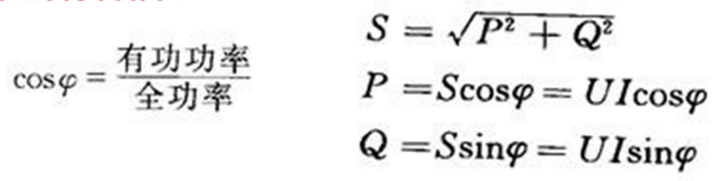 cosφ = 有功功率 / 全功率
S = √P² + Q²
P = Scosφ = UIcosφ
Q = Ssinφ = UIsinφ